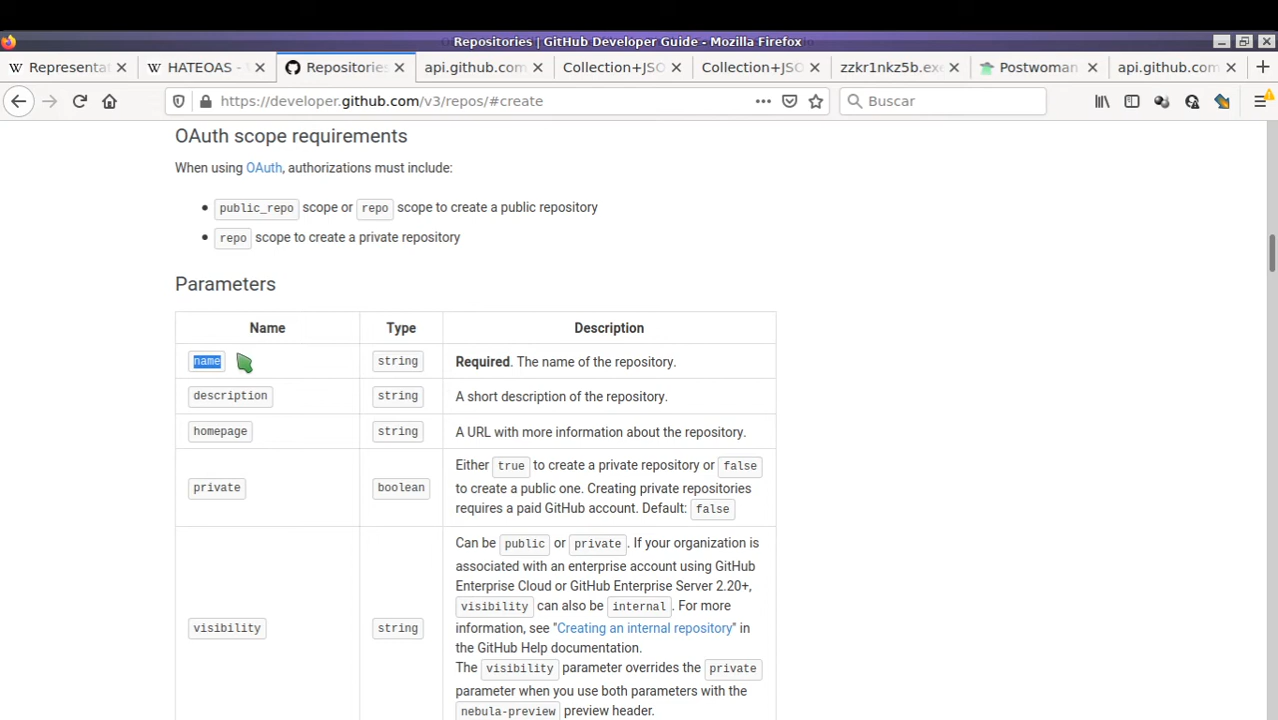 Repositories | GitHub Developer Guide - Mozilla Firefox
Representa
HATEOAS -
Repositories
api.github.com
Collection+JSO
Collection+JSO
zzkr1nkz5b.exe
Postwoman
api.github.com
https://developer.github.com/v3/repos/#create
Buscar
OAuth scope requirements
When using OAuth, authorizations must include:
public_repo scope or repo scope to create a public repository
repo scope to create a private repository
Parameters
Name Type Description
name string Required. The name of the repository.
description string A short description of the repository.
homepage string A URL with more information about the repository.
private boolean Either true to create a private repository or false
to create a public one. Creating private repositories
requires a paid GitHub account. Default: false
Can be public or private. If your organization is
associated with an enterprise account using GitHub
Enterprise Cloud or GitHub Enterprise Server 2.20+,
visibility can also be internal. For more
visibility string information, see "Creating an internal repository" in
the GitHub Help documentation.
The visibility parameter overrides the private
parameter when you use both parameters with the
nebula-preview preview header.